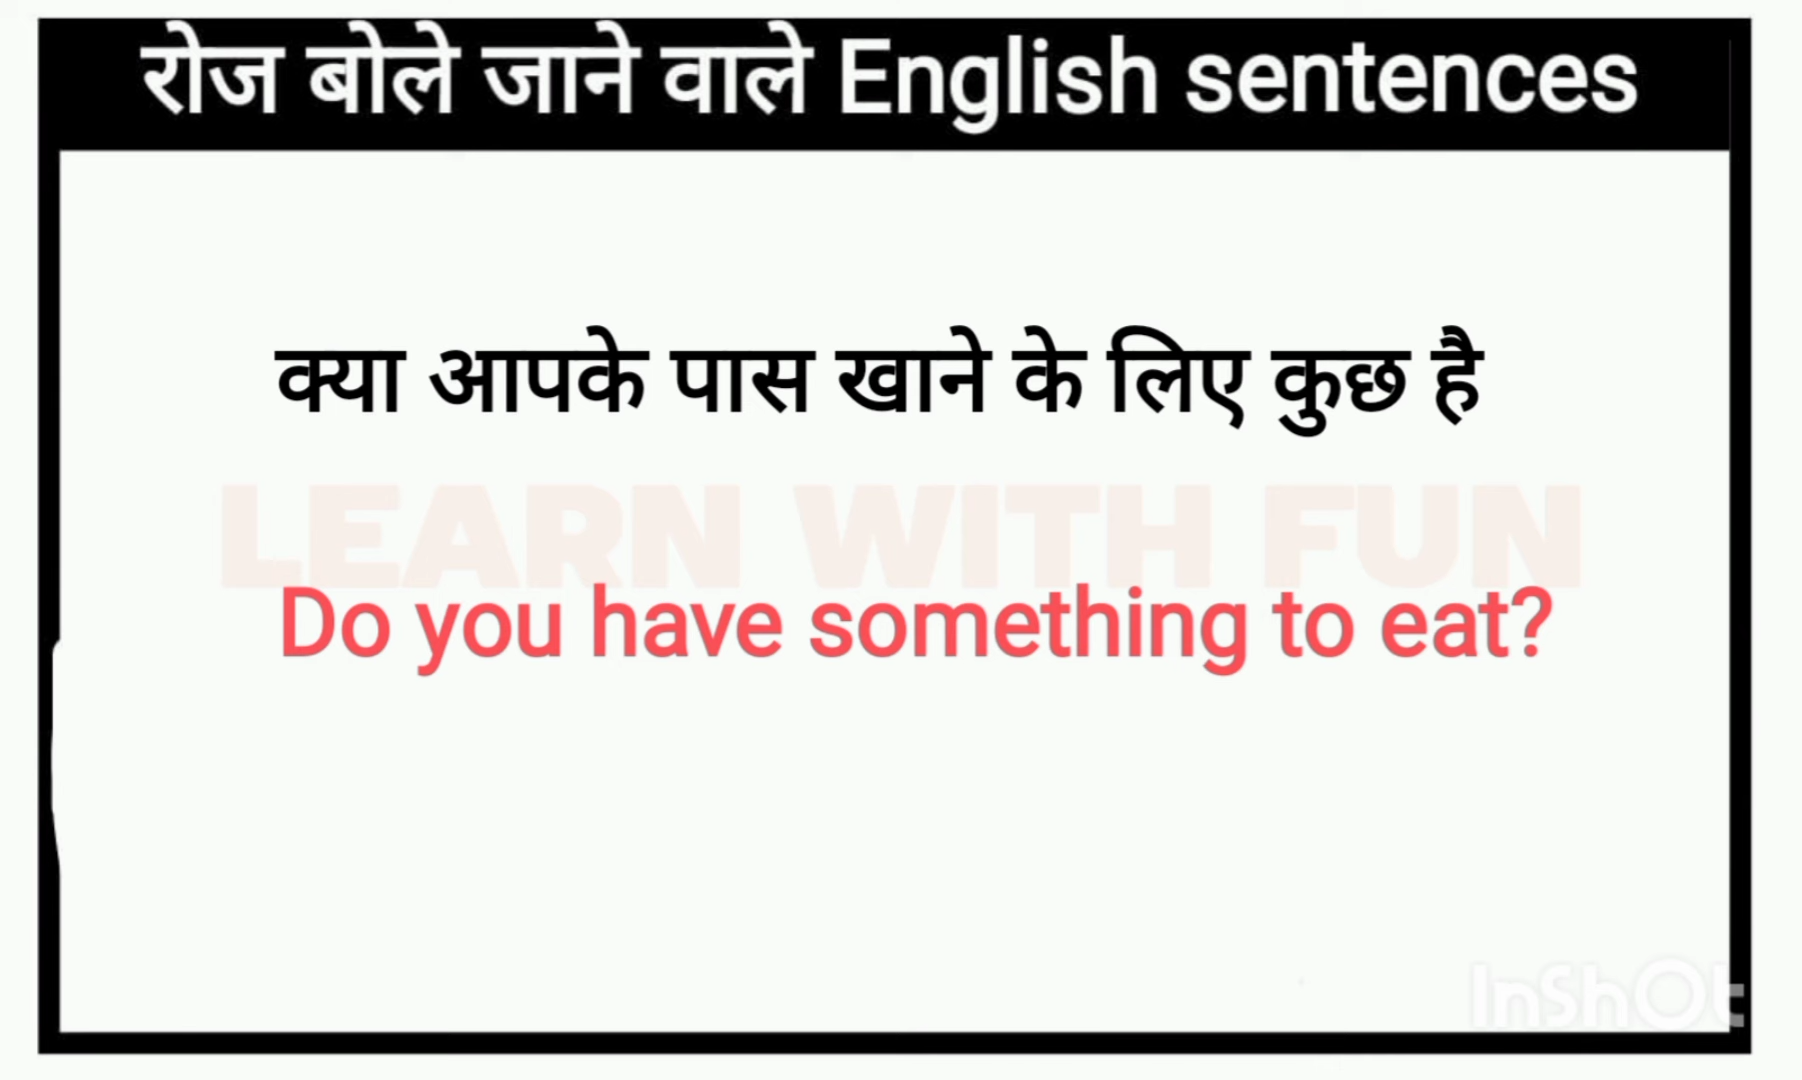 रोज बोले जाने वाले English sentences
क्या आपके पास खाने के लिए कुछ है
LEARN WITH FUN
Do you have something to eat?
InShOt